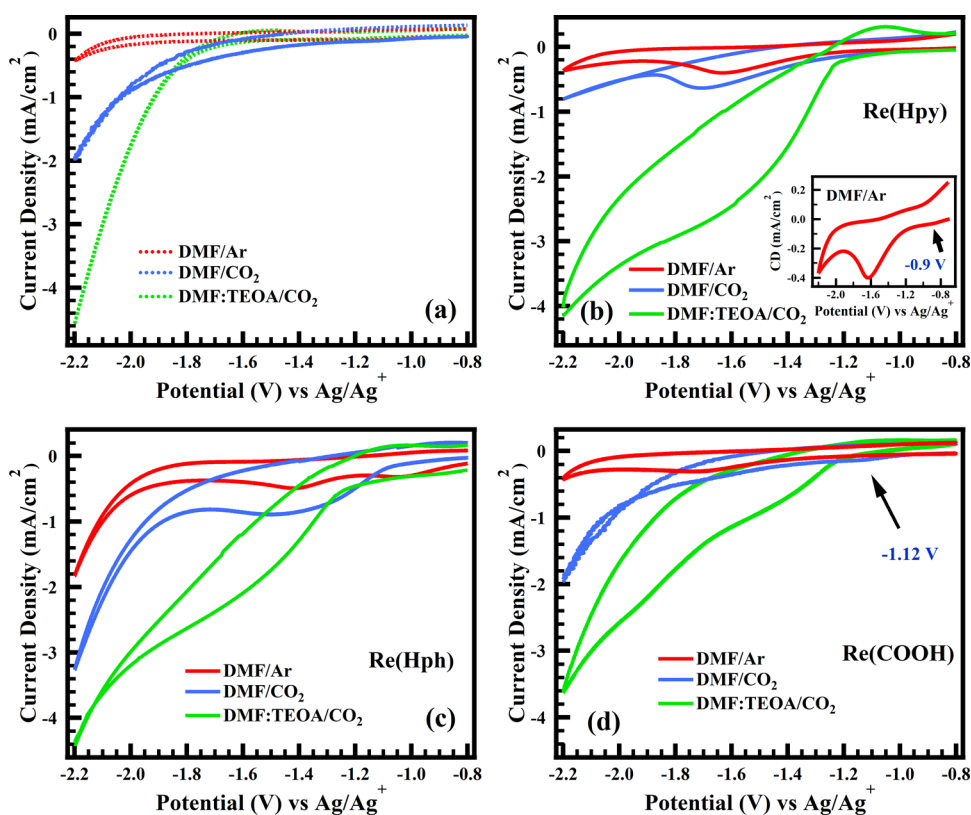 0
-1
-2
-3
-4
Current Density (mA/cm2)
(a)
DMF/Ar
DMF/CO2
DMF:TEOA/CO2
-2.2 -2.0 -1.8 -1.6 -1.4 -1.2 -1.0 -0.8
Potential (V) vs Ag/Ag+
0
-1
-2
-3
-4
Current Density (mA/cm2)
Re(Hpy)
DMF/Ar
DMF/CO2
DMF:TEOA/CO2
(b)
0.2
0.0
-0.2
-0.4
CD (mA/cm2)
DMF/Ar
-0.9 V
-2.0 -1.6 -1.2 -0.8
Potential (V) vs Ag/Ag+
-2.2 -2.0 -1.8 -1.6 -1.4 -1.2 -1.0 -0.8
Potential (V) vs Ag/Ag+
0
-1
-2
-3
-4
Current Density (mA/cm2)
Re(Hph)
DMF/Ar
DMF/CO2
DMF:TEOA/CO2
(c)
-2.2 -2.0 -1.8 -1.6 -1.4 -1.2 -1.0 -0.8
Potential (V) vs Ag/Ag+
0
-1
-2
-3
-4
Current Density (mA/cm2)
-1.12 V
Re(COOH)
DMF/Ar
DMF/CO2
DMF:TEOA/CO2
(d)
-2.2 -2.0 -1.8 -1.6 -1.4 -1.2 -1.0 -0.8
Potential (V) vs Ag/Ag+